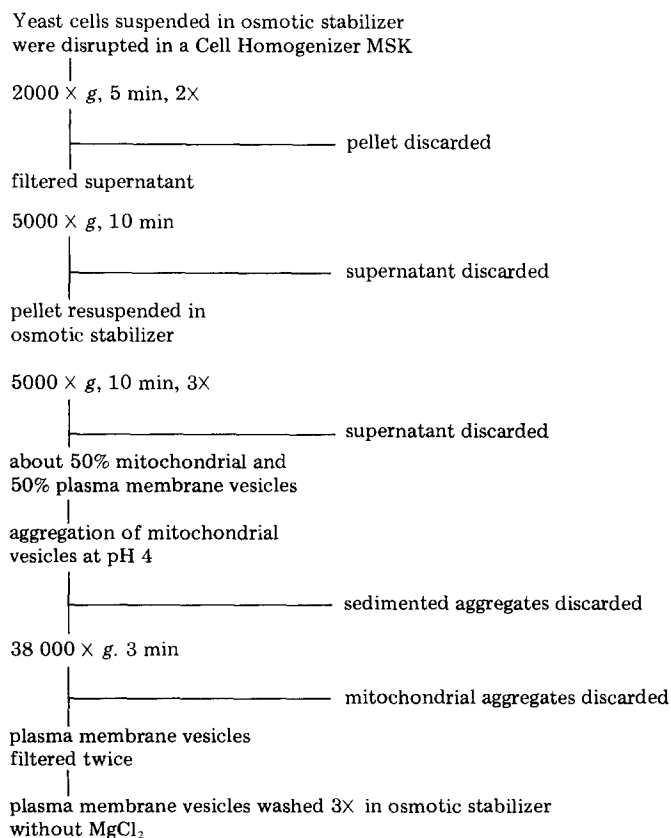 Yeast cells suspended in osmotic stabilizer
were disrupted in a Cell Homogenizer MSK
2000 × g, 5 min, 2×
pellet discarded
filtered supernatant
5000 × g, 10 min
supernatant discarded
pellet resuspended in
osmotic stabilizer
5000 × g, 10 min, 3×
supernatant discarded
about 50% mitochondrial and
50% plasma membrane vesicles
aggregation of mitochondrial
vesicles at pH 4
sedimented aggregates discarded
38 000 × g. 3 min
mitochondrial aggregates discarded
plasma membrane vesicles
filtered twice
plasma membrane vesicles washed 3× in osmotic stabilizer
without MgCl₂